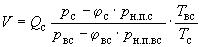 V = Q_c · (p_c − φ_c · p_н.п.с) / (p_вс − φ_вс · p_н.п.вс) · T_вс / T_c